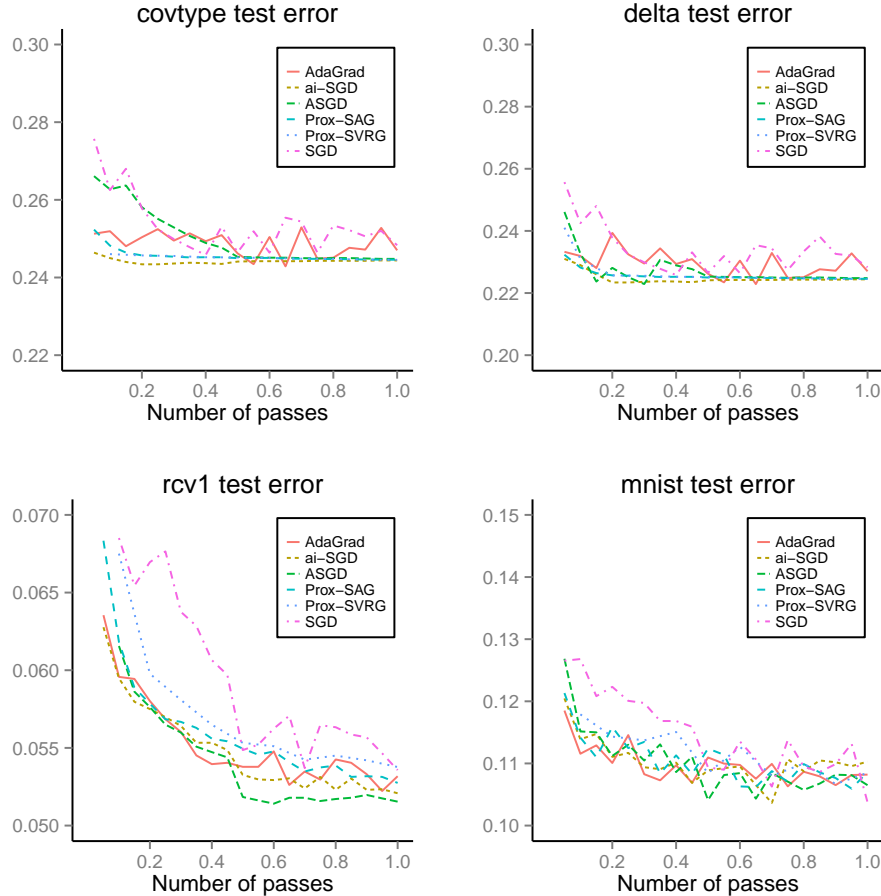 covtype test error
0.30
0.28
0.26
0.24
0.22
AdaGrad
ai−SGD
ASGD
Prox−SAG
Prox−SVRG
SGD
0.2 0.4 0.6 0.8 1.0
Number of passes
delta test error
0.30
0.28
0.26
0.24
0.22
0.20
AdaGrad
ai−SGD
ASGD
Prox−SAG
Prox−SVRG
SGD
0.2 0.4 0.6 0.8 1.0
Number of passes
rcv1 test error
0.070
0.065
0.060
0.055
0.050
AdaGrad
ai−SGD
ASGD
Prox−SAG
Prox−SVRG
SGD
0.2 0.4 0.6 0.8 1.0
Number of passes
mnist test error
0.15
0.14
0.13
0.12
0.11
0.10
AdaGrad
ai−SGD
ASGD
Prox−SAG
Prox−SVRG
SGD
0.2 0.4 0.6 0.8 1.0
Number of passes